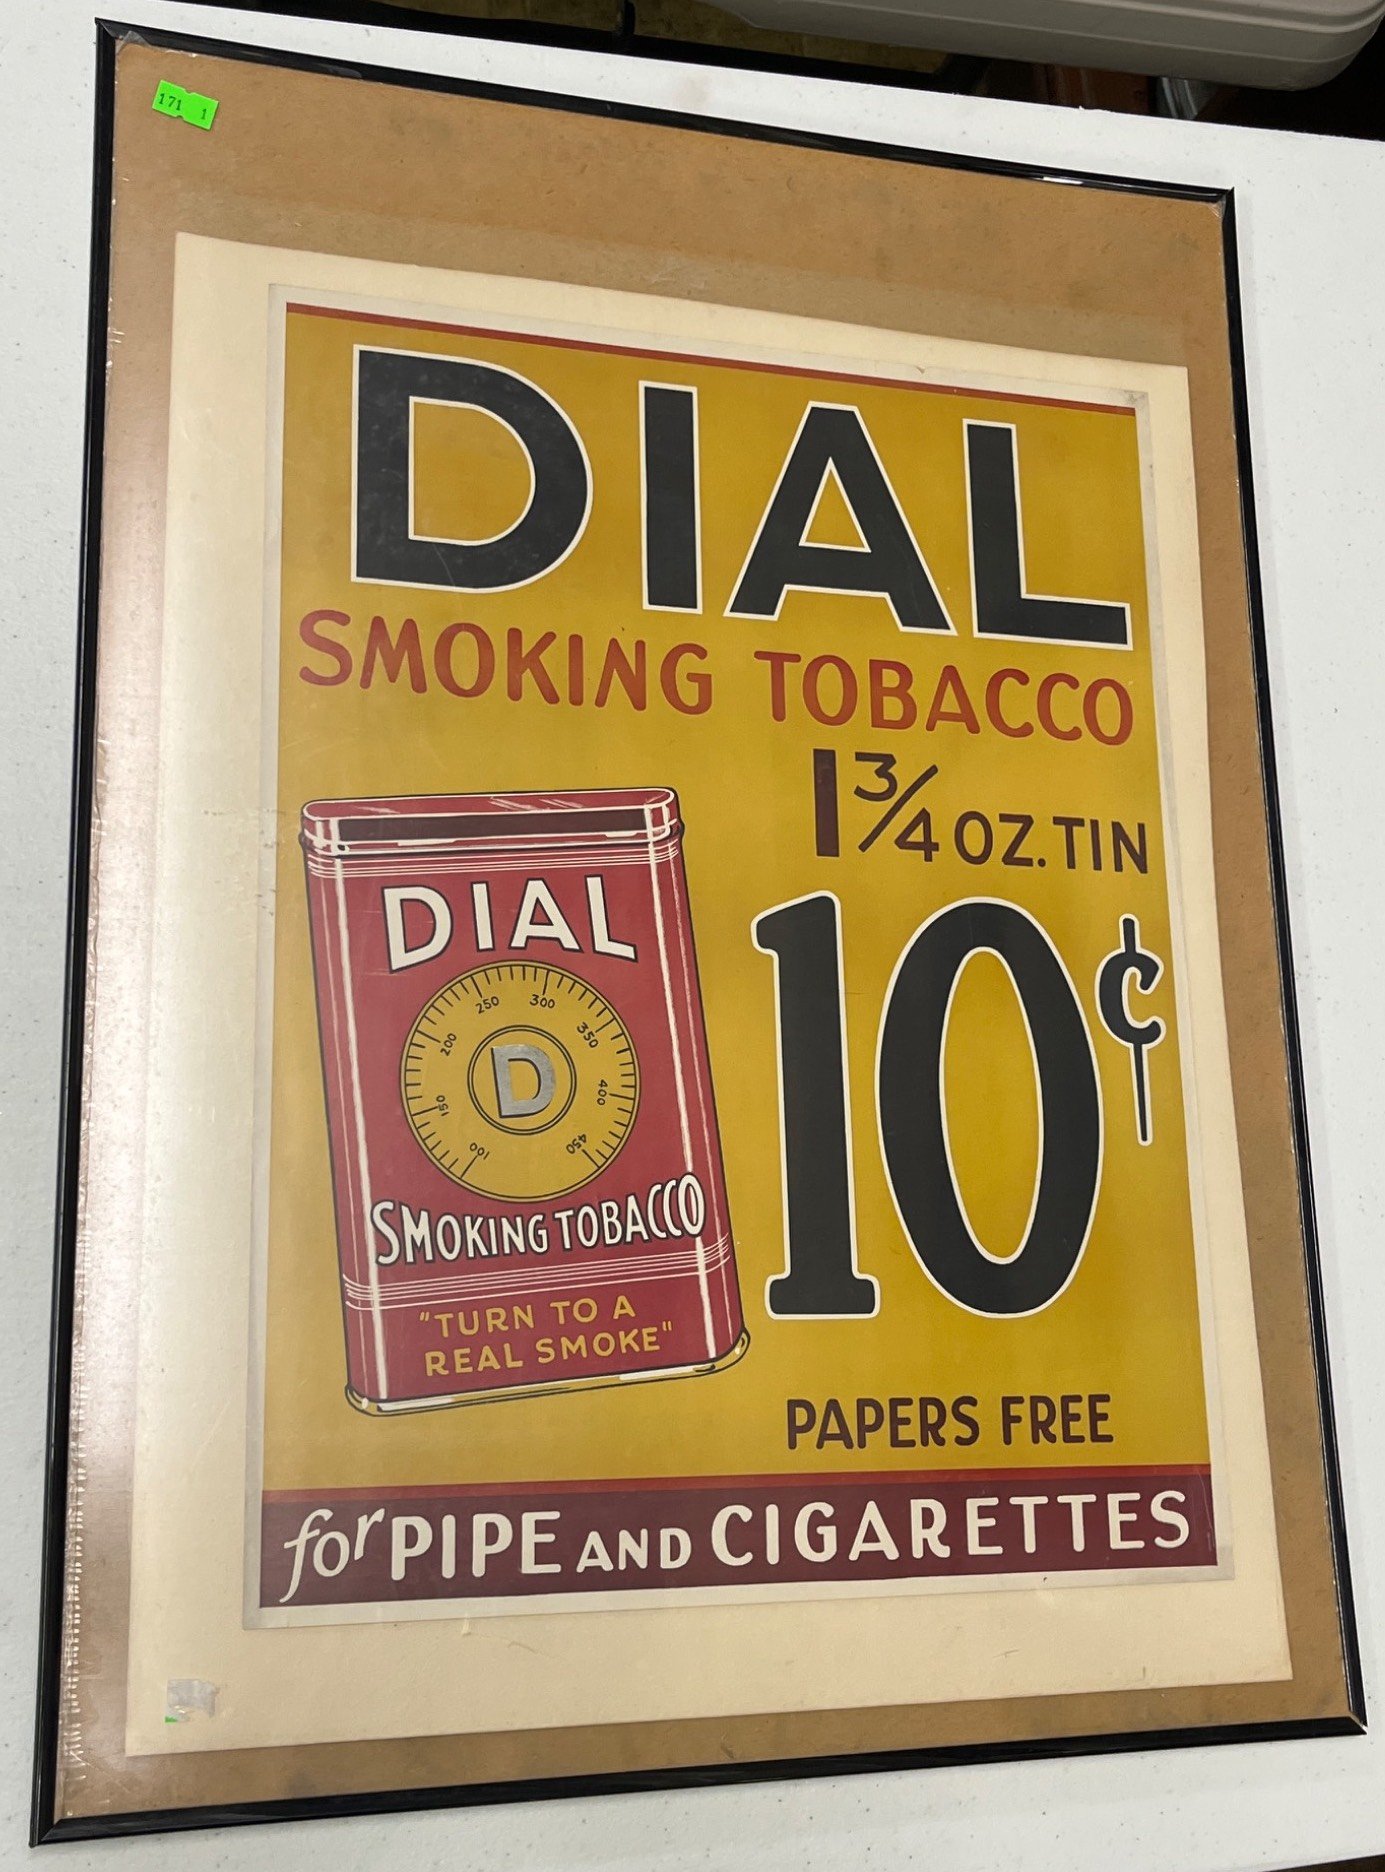 171 1
DIAL
SMOKING TOBACCO
1 3/4 OZ. TIN
10¢
DIAL
100 150 200 250 300 350 400 450
D
SMOKING TOBACCO
"TURN TO A
REAL SMOKE"
PAPERS FREE
for PIPE AND CIGARETTES